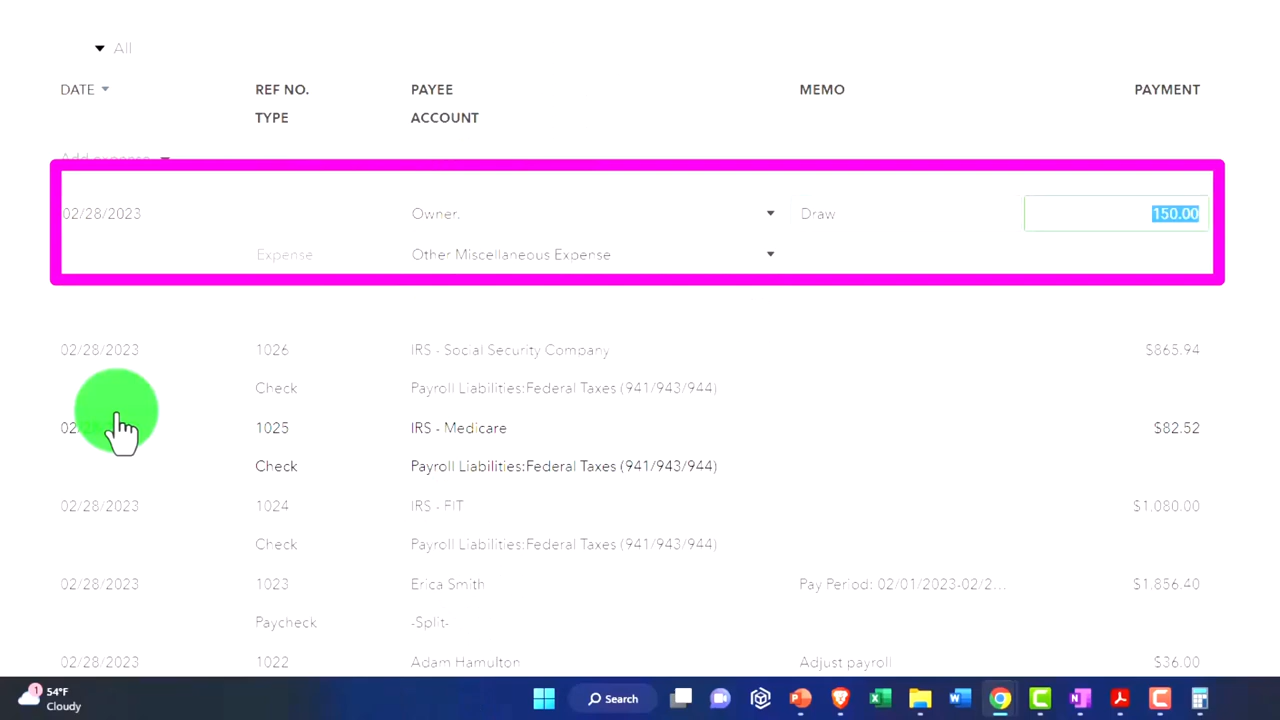 All
DATE REF NO. PAYEE MEMO PAYMENT
TYPE ACCOUNT
Add expense
02/28/2023 Owner. Draw 150.00
Expense Other Miscellaneous Expense
02/28/2023 1026 IRS - Social Security Company $865.94
Check Payroll Liabilities:Federal Taxes (941/943/944)
02 1025 IRS - Medicare $82.52
Check Payroll Liabilities:Federal Taxes (941/943/944)
02/28/2023 1024 IRS - FIT $1,080.00
Check Payroll Liabilities:Federal Taxes (941/943/944)
02/28/2023 1023 Erica Smith Pay Period: 02/01/2023-02/2... $1,856.40
Paycheck -Split-
02/28/2023 1022 Adam Hamulton Adjust payroll $36.00
1 54°F
Cloudy
Search